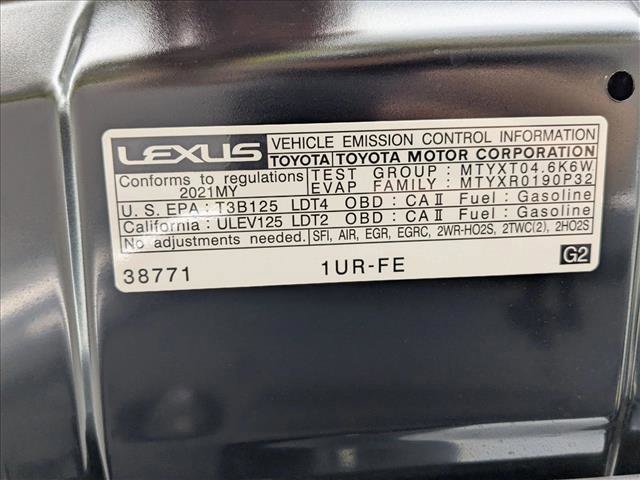 LEXUS VEHICLE EMISSION CONTROL INFORMATION
TOYOTA TOYOTA MOTOR CORPORATION
Conforms to regulations TEST GROUP : MTYXT04.6K6W
2021MY EVAP FAMILY : MTYXR0190P32
U.S. EPA : T3B125 LDT4 OBD : CA II Fuel : Gasoline
California : ULEV125 LDT2 OBD : CA II Fuel : Gasoline
No adjustments needed. SFI, AIR, EGR, EGRC, 2WR-HO2S, 2TWC(2), 2HO2S
38771 1UR-FE G2